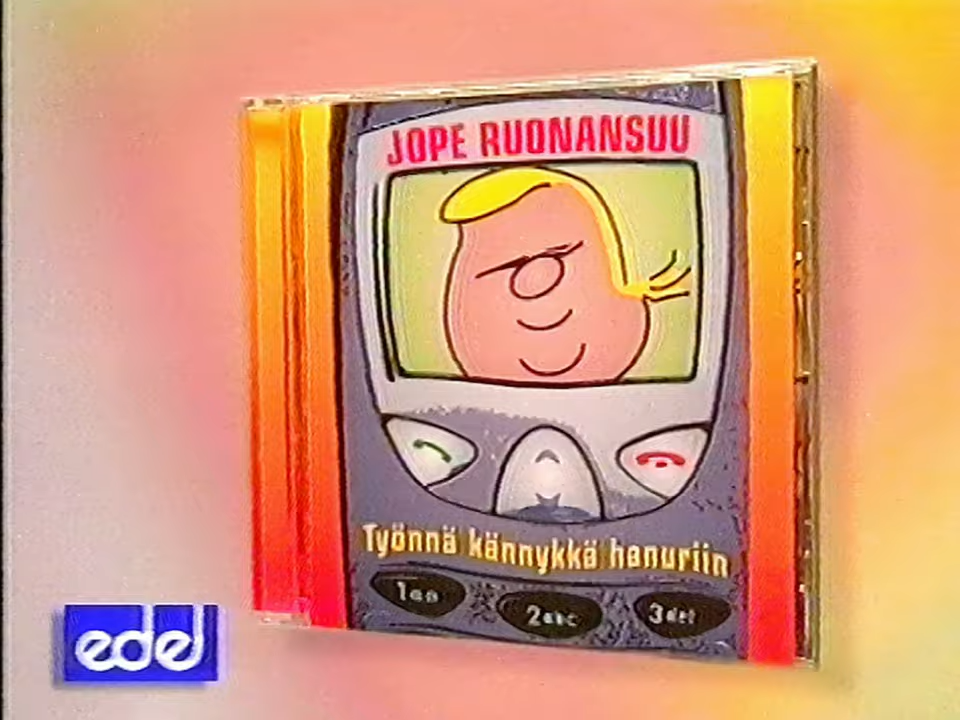 JOPE RUONANSUU
Työnnä kännykkä hanuriin
1
2abc
3def
edel